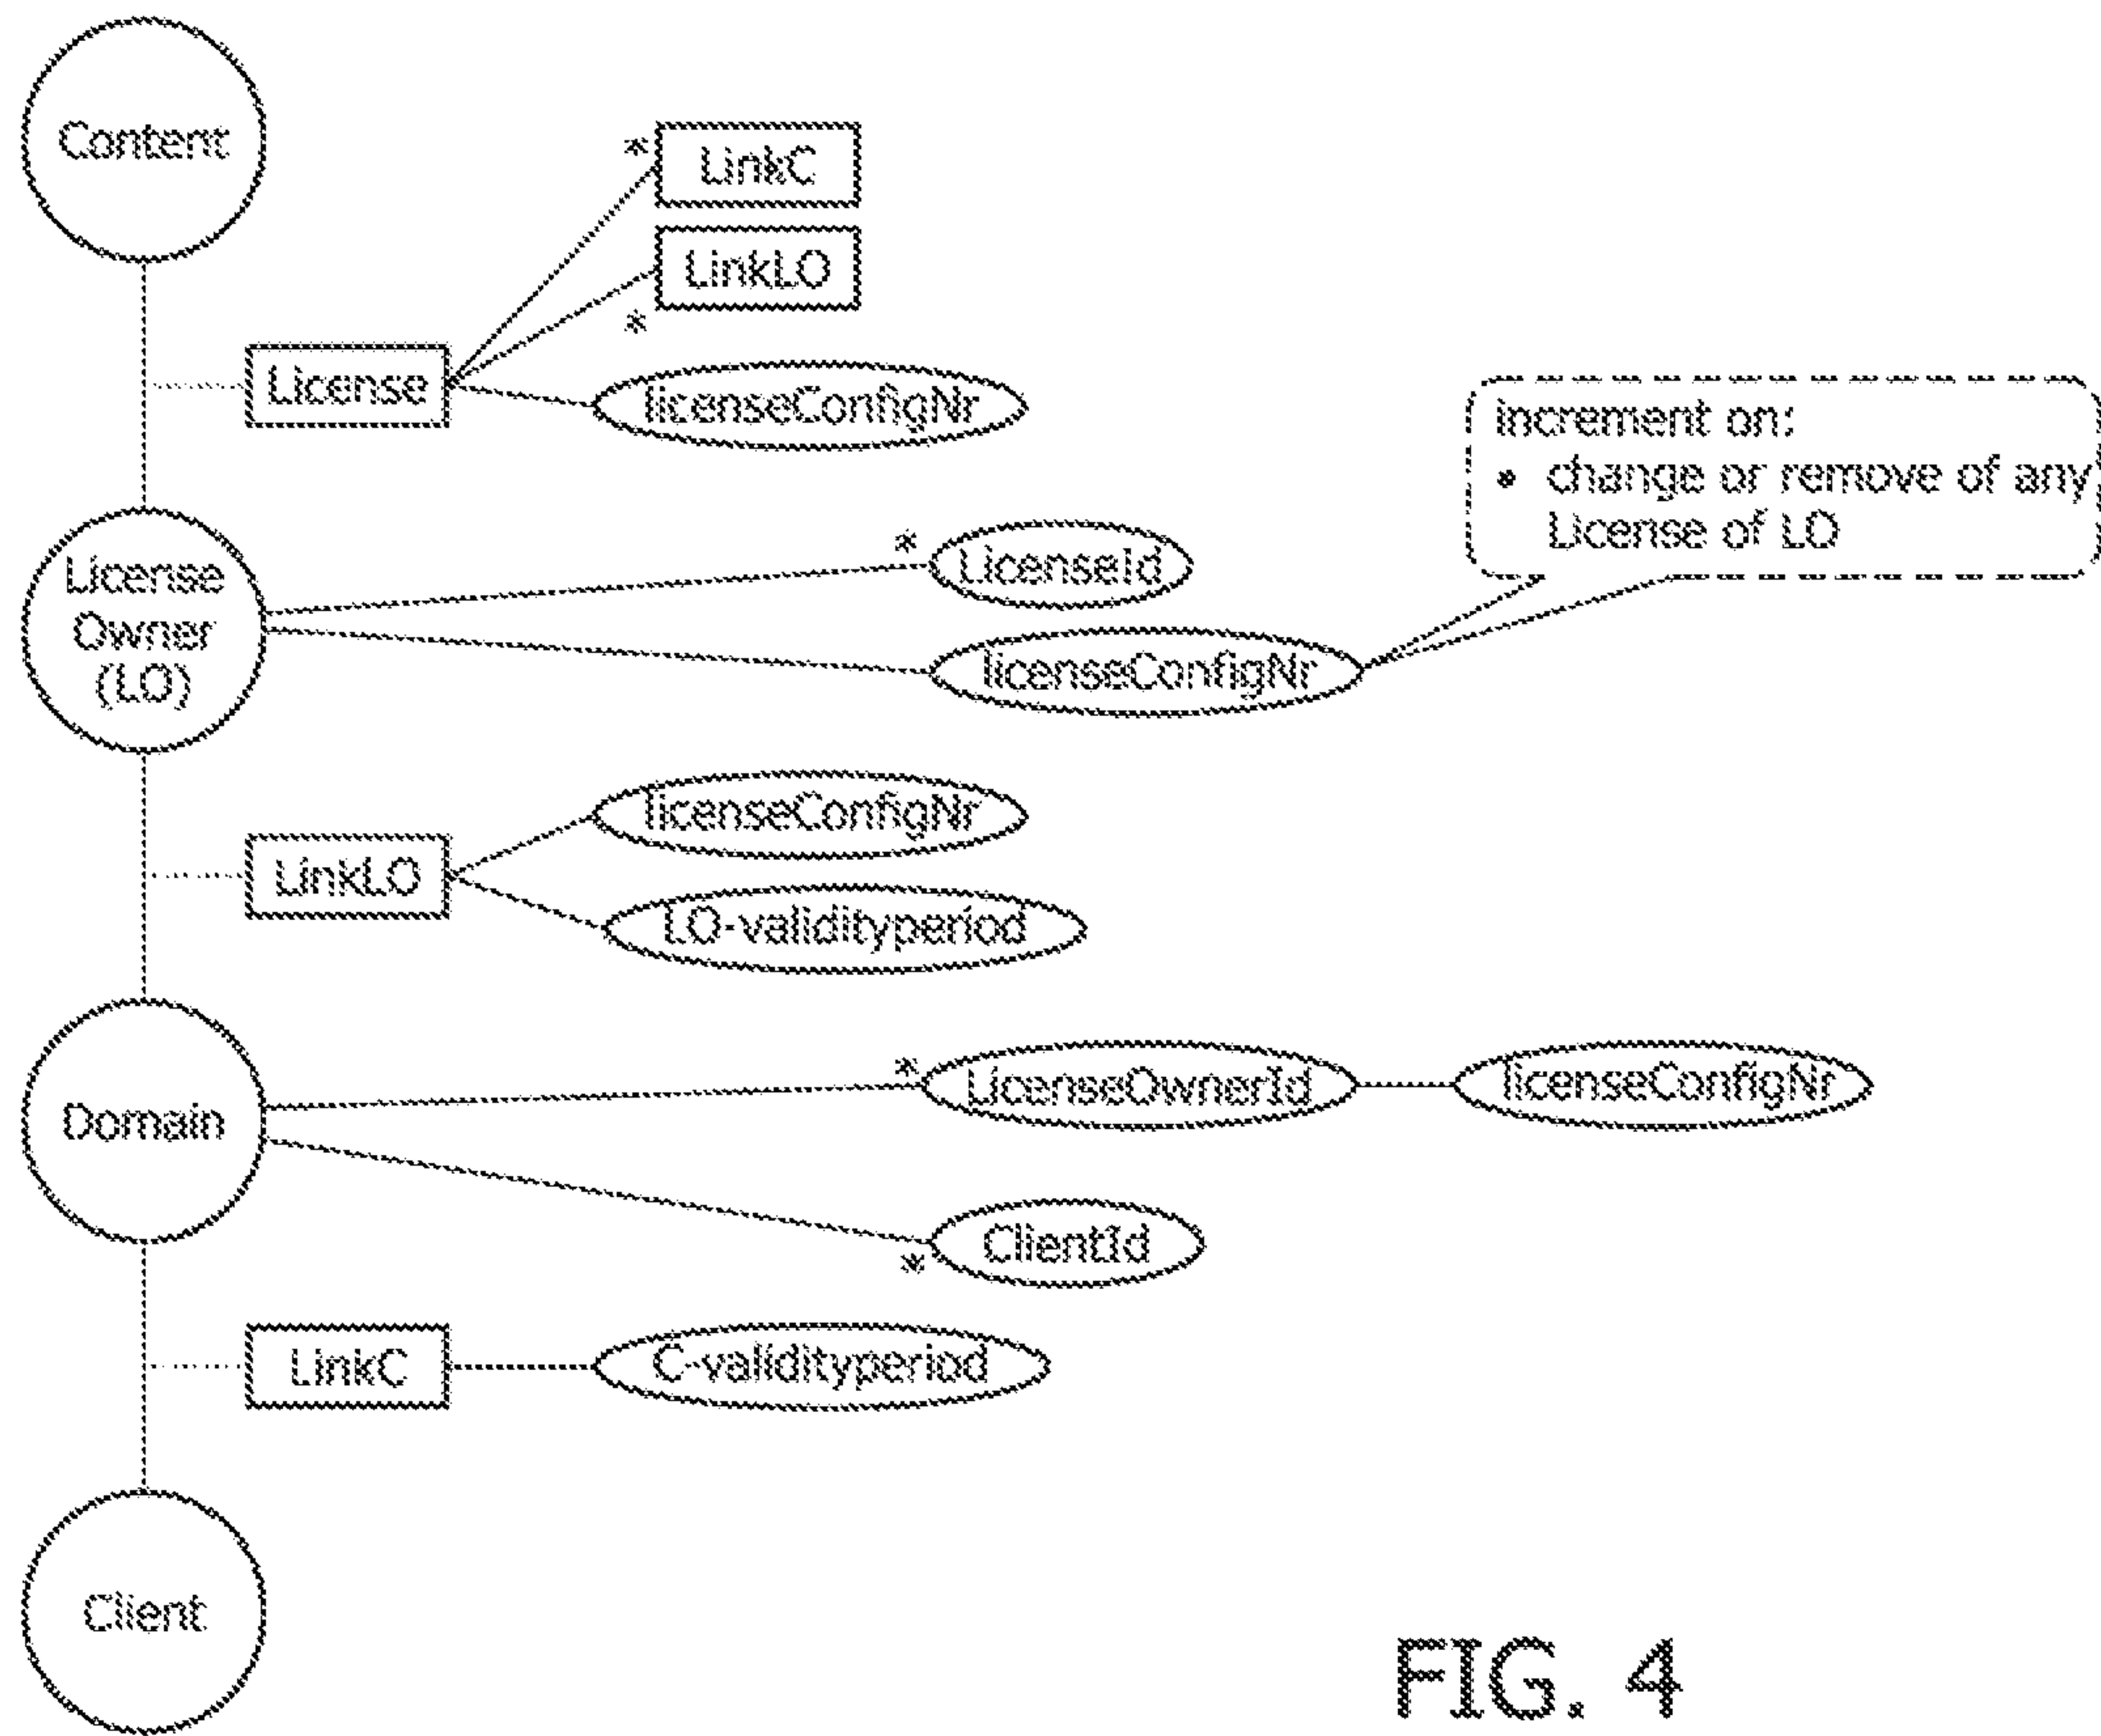 Content
* LinkC
LinkLO
*
License
licenseConfigNr
increment on:
* change or remove of any
License of LO
License
Owner
(LO)
* LicenseId
licenseConfigNr
licenseConfigNr
LinkLO
LO-validityperiod
Domain
* LicenseOwnerId
licenseConfigNr
* ClientId
LinkC
C-validityperiod
Client
FIG. 4